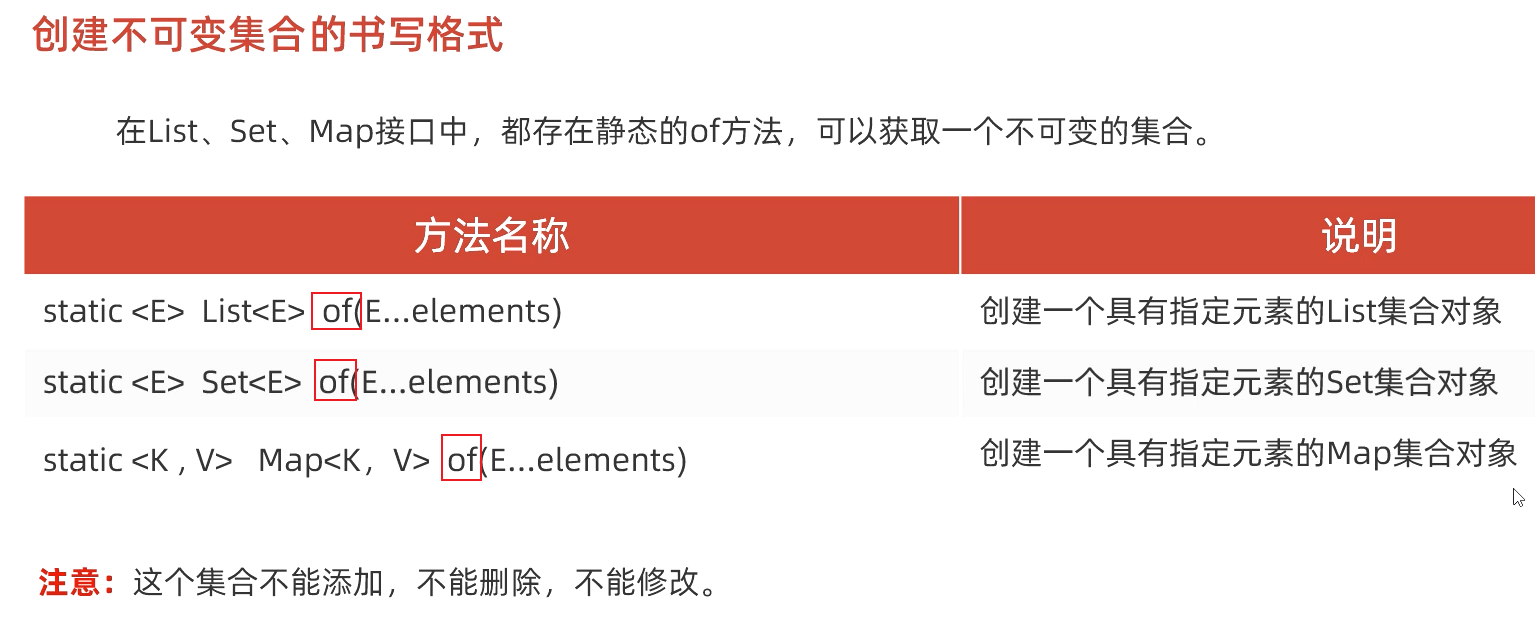 创建不可变集合的书写格式
在List、Set、Map接口中，都存在静态的of方法，可以获取一个不可变的集合。
方法名称 说明
static <E> List<E> of(E...elements) 创建一个具有指定元素的List集合对象
static <E> Set<E> of(E...elements) 创建一个具有指定元素的Set集合对象
static <K , V> Map<K，V> of(E...elements) 创建一个具有指定元素的Map集合对象
注意：这个集合不能添加，不能删除，不能修改。